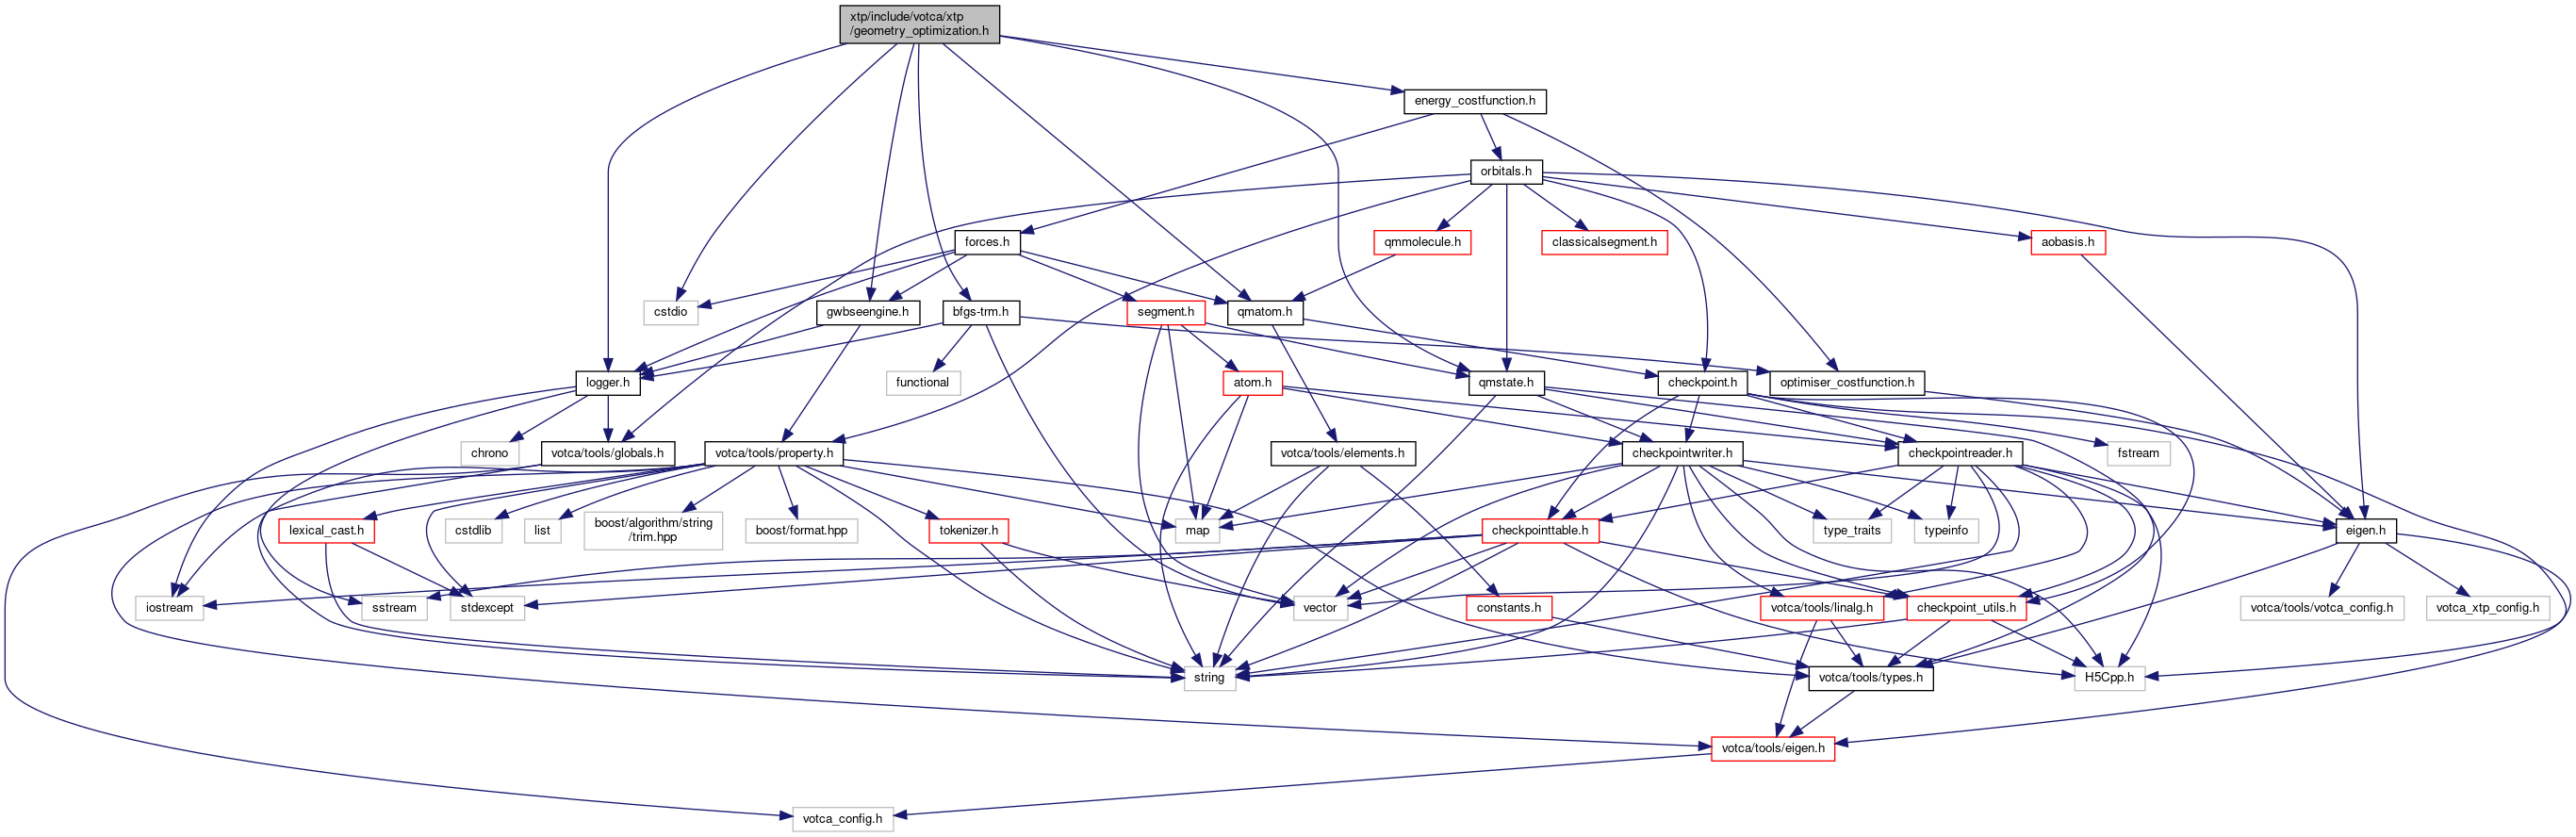 xtp/include/votca/xtp
/geometry_optimization.h
energy_costfunction.h
orbitals.h
forces.h
qmmolecule.h
classicalsegment.h
aobasis.h
cstdio
gwbseengine.h
bfgs-trm.h
segment.h
qmatom.h
logger.h
functional
atom.h
qmstate.h
checkpoint.h
optimiser_costfunction.h
chrono
votca/tools/globals.h
votca/tools/property.h
votca/tools/elements.h
checkpointwriter.h
checkpointreader.h
fstream
lexical_cast.h
cstdlib
list
boost/algorithm/string
/trim.hpp
boost/format.hpp
tokenizer.h
map
checkpointtable.h
type_traits
typeinfo
eigen.h
iostream
sstream
stdexcept
vector
constants.h
votca/tools/linalg.h
checkpoint_utils.h
votca/tools/votca_config.h
votca_xtp_config.h
string
votca/tools/types.h
H5Cpp.h
votca/tools/eigen.h
votca_config.h